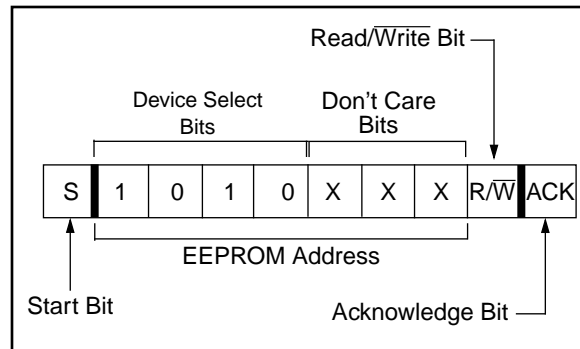 Read/Write Bit
Device Select Bits
Don't Care Bits
S 1 0 1 0 X X X R/W ACK
EEPROM Address
Start Bit
Acknowledge Bit